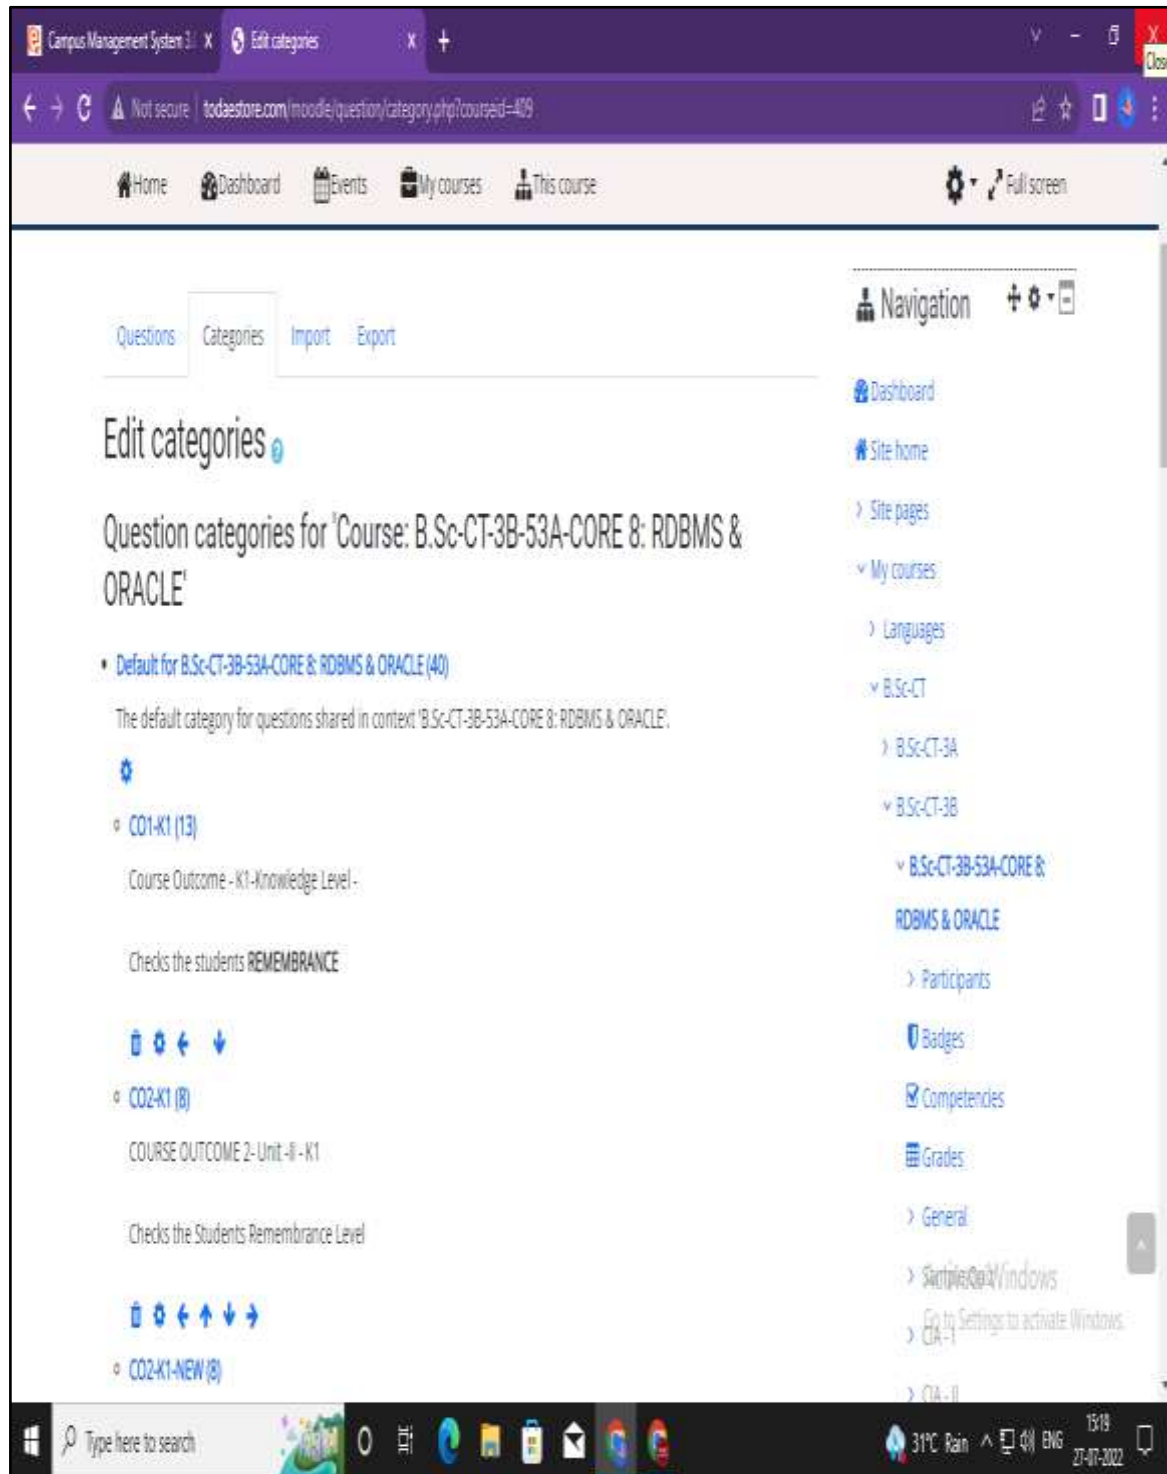 Campus Management System 3. X Edit categories X +
Close
Not secure | todaestore.com/moodle/question/category.php?courseid=409
Home Dashboard Events My courses This course Full screen
Questions Categories Import Export
Edit categories
Question categories for 'Course: B.Sc-CT-3B-53A-CORE 8: RDBMS &
ORACLE'
Default for B.Sc-CT-3B-53A-CORE 8: RDBMS & ORACLE (40)
The default category for questions shared in context 'B.Sc-CT-3B-53A-CORE 8: RDBMS & ORACLE'.
CO1-K1 (13)
Course Outcome - K1-Knowledge Level -
Checks the students REMEMBRANCE
CO2-K1 (8)
COURSE OUTCOME 2- Unit -II - K1
Checks the Students Remembrance Level
CO2-K1-NEW (8)
Navigation
Dashboard
Site home
Site pages
My courses
Languages
B.Sc-CT
B.Sc-CT-3A
B.Sc-CT-3B
B.Sc-CT-3B-53A-CORE 8:
RDBMS & ORACLE
Participants
Badges
Competencies
Grades
General
Sample Quiz
Activate Windows
Go to Settings to activate Windows.
CIA - I
CIA - II
Type here to search
31°C Rain ENG 15:19
27-07-2022